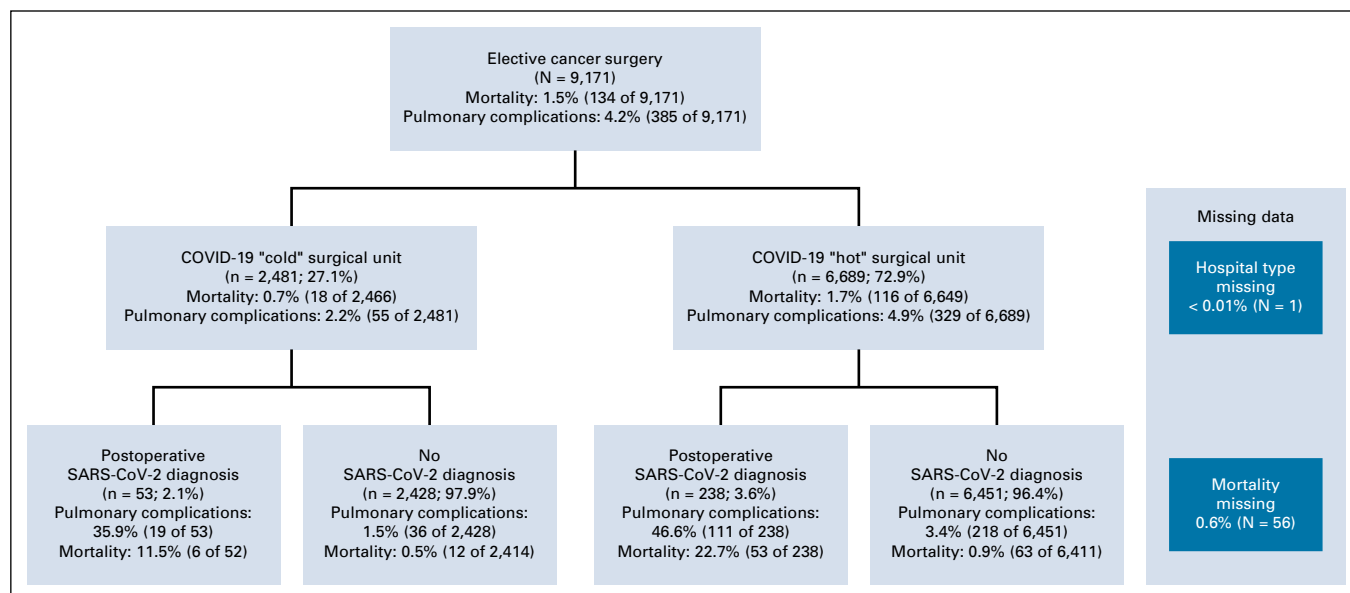 Elective cancer surgery
(N = 9,171)
Mortality: 1.5% (134 of 9,171)
Pulmonary complications: 4.2% (385 of 9,171)
COVID-19 "cold" surgical unit
(n = 2,481; 27.1%)
Mortality: 0.7% (18 of 2,466)
Pulmonary complications: 2.2% (55 of 2,481)
COVID-19 "hot" surgical unit
(n = 6,689; 72.9%)
Mortality: 1.7% (116 of 6,649)
Pulmonary complications: 4.9% (329 of 6,689)
Missing data
Hospital type
missing
< 0.01% (N = 1)
Postoperative
SARS-CoV-2 diagnosis
(n = 53; 2.1%)
Pulmonary complications:
35.9% (19 of 53)
Mortality: 11.5% (6 of 52)
No
SARS-CoV-2 diagnosis
(n = 2,428; 97.9%)
Pulmonary complications:
1.5% (36 of 2,428)
Mortality: 0.5% (12 of 2,414)
Postoperative
SARS-CoV-2 diagnosis
(n = 238; 3.6%)
Pulmonary complications:
46.6% (111 of 238)
Mortality: 22.7% (53 of 238)
No
SARS-CoV-2 diagnosis
(n = 6,451; 96.4%)
Pulmonary complications:
3.4% (218 of 6,451)
Mortality: 0.9% (63 of 6,411)
Mortality
missing
0.6% (N = 56)